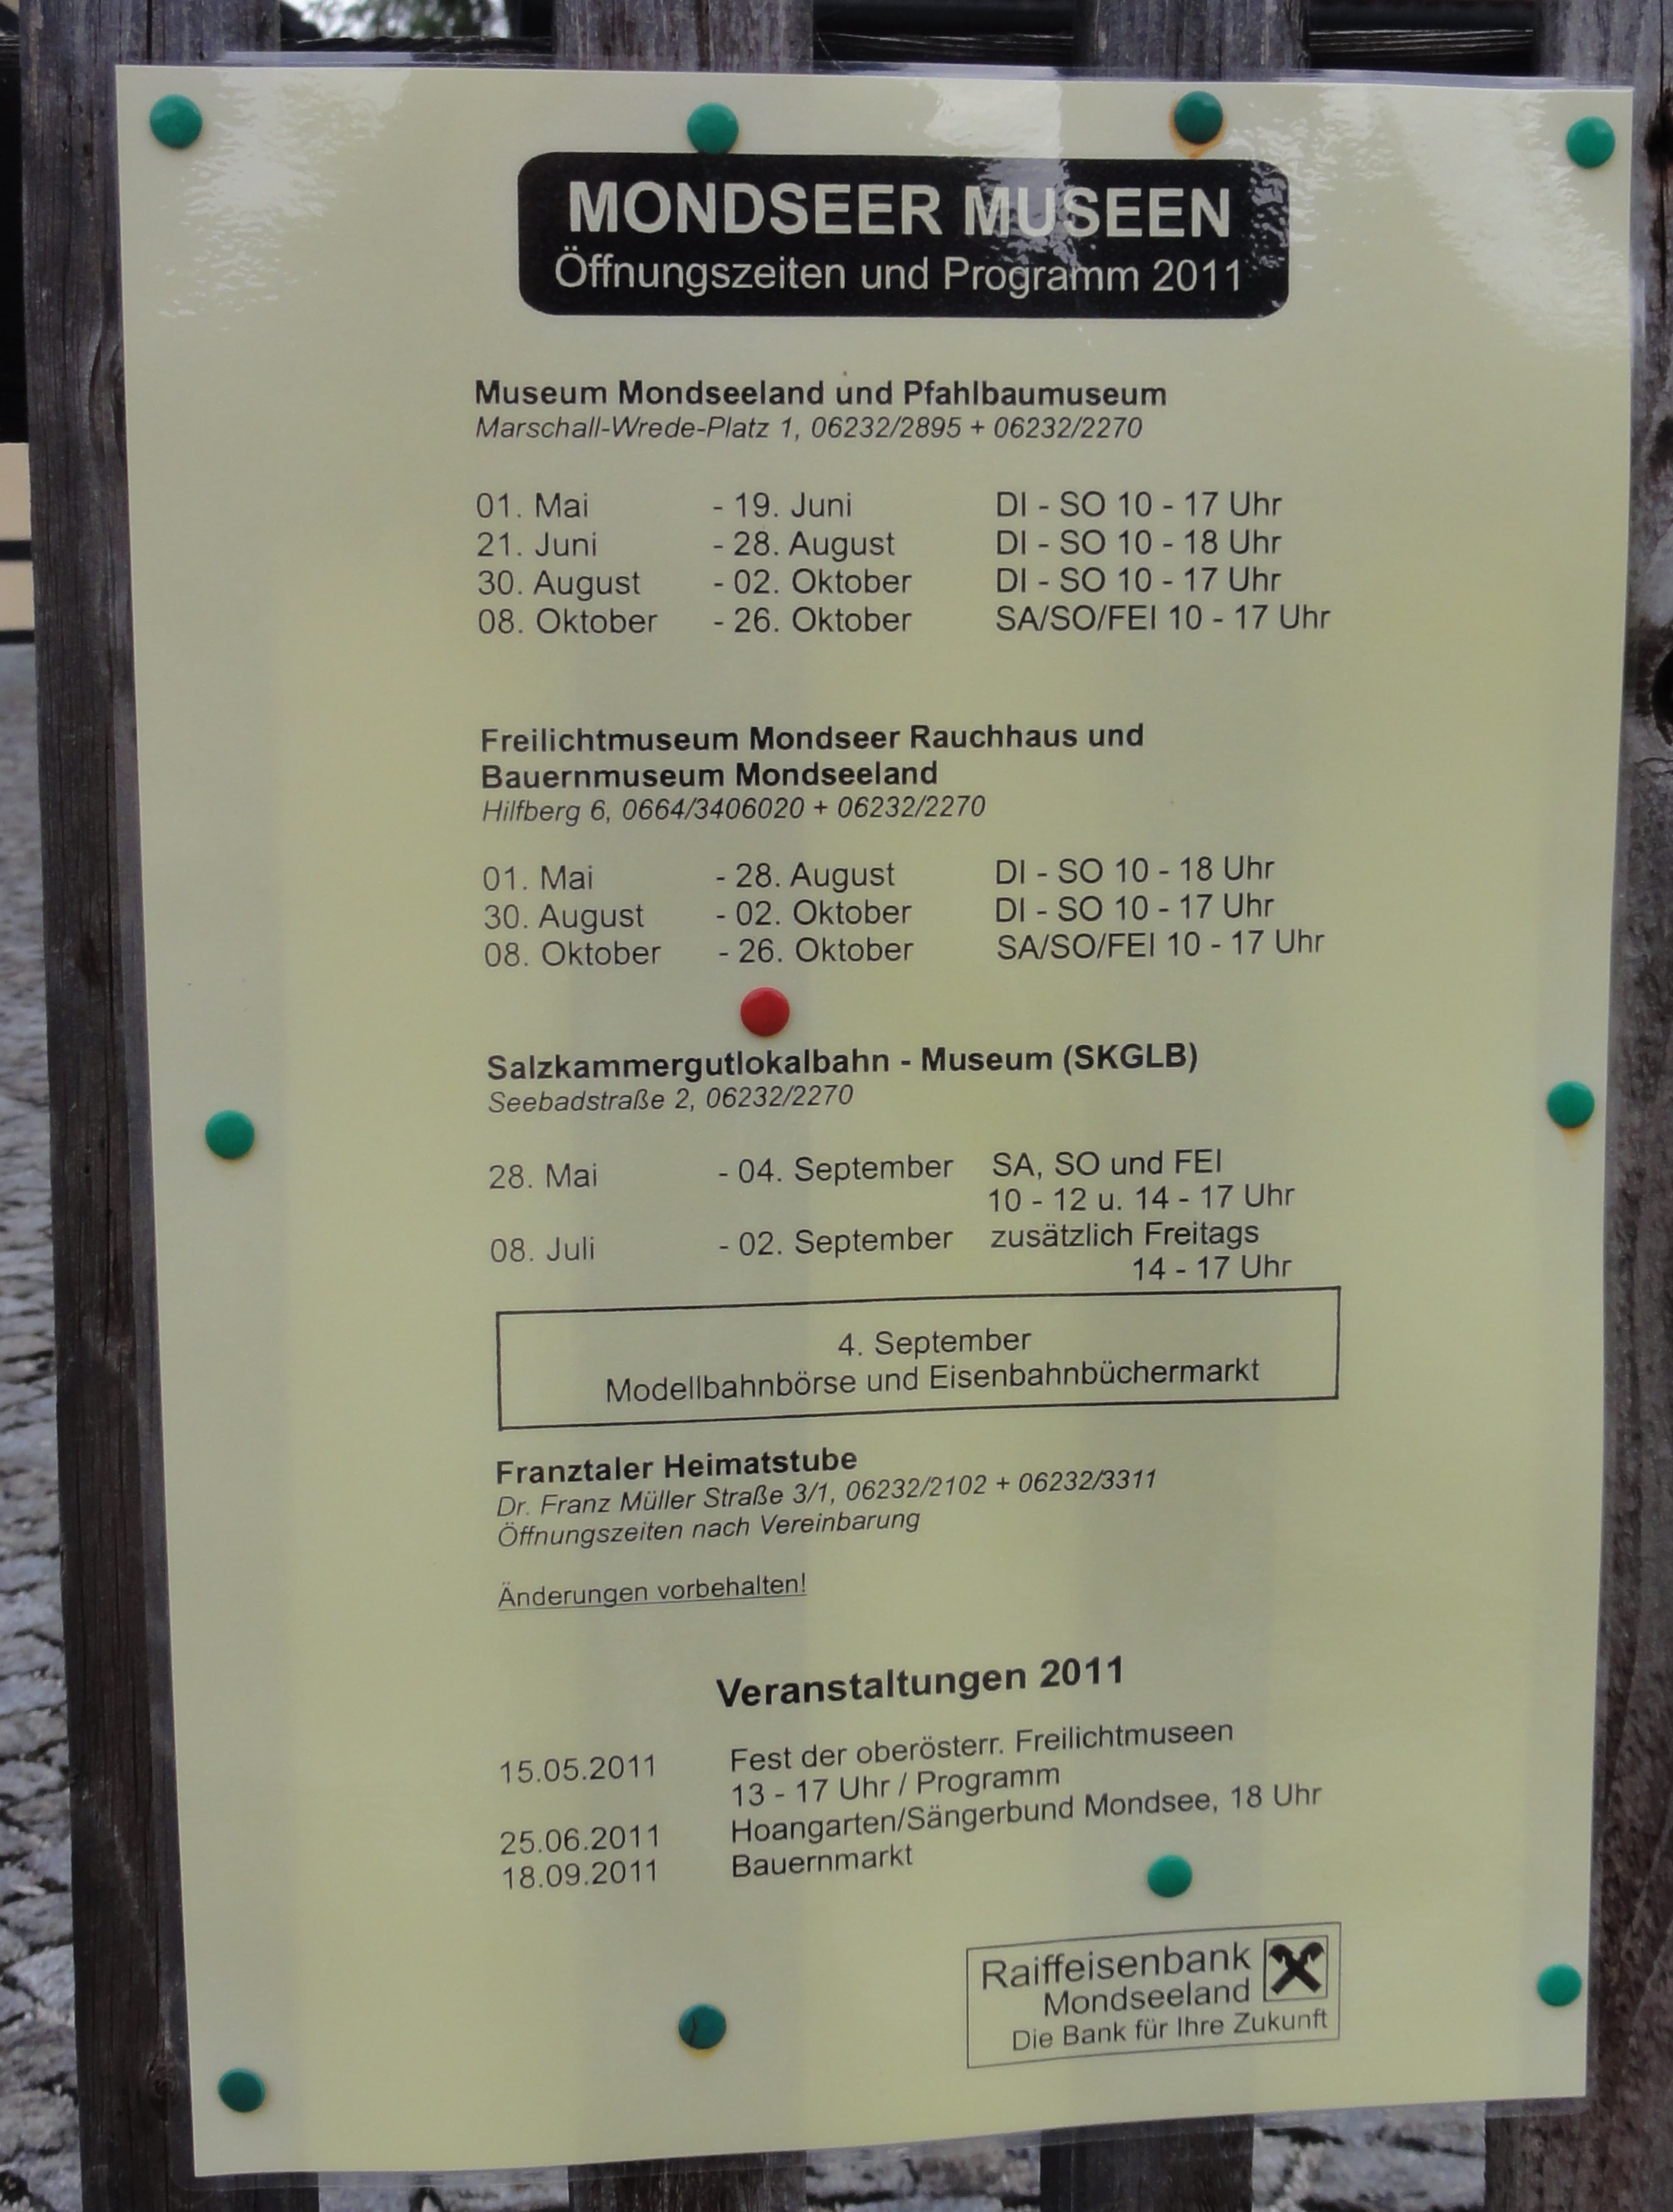 MONDSEER MUSEEN
Öffnungszeiten und Programm 2011
Museum Mondseeland und Pfahlbaumuseum
Marschall-Wrede-Platz 1, 06232/2895 + 06232/2270
01. Mai - 19. Juni DI - SO 10 - 17 Uhr
21. Juni - 28. August DI - SO 10 - 18 Uhr
30. August - 02. Oktober DI - SO 10 - 17 Uhr
08. Oktober - 26. Oktober SA/SO/FEI 10 - 17 Uhr
Freilichtmuseum Mondseer Rauchhaus und
Bauernmuseum Mondseeland
Hilfberg 6, 0664/3406020 + 06232/2270
01. Mai - 28. August DI - SO 10 - 18 Uhr
30. August - 02. Oktober DI - SO 10 - 17 Uhr
08. Oktober - 26. Oktober SA/SO/FEI 10 - 17 Uhr
Salzkammergutlokalbahn - Museum (SKGLB)
Seebadstraße 2, 06232/2270
28. Mai - 04. September SA, SO und FEI
10 - 12 u. 14 - 17 Uhr
08. Juli - 02. September zusätzlich Freitags
14 - 17 Uhr
4. September
Modellbahnbörse und Eisenbahnbüchermarkt
Franztaler Heimatstube
Dr. Franz Müller Straße 3/1, 06232/2102 + 06232/3311
Öffnungszeiten nach Vereinbarung
Änderungen vorbehalten!
Veranstaltungen 2011
15.05.2011 Fest der oberösterr. Freilichtmuseen
13 - 17 Uhr / Programm
25.06.2011 Hoangarten/Sängerbund Mondsee, 18 Uhr
18.09.2011 Bauernmarkt
Raiffeisenbank
Mondseeland
Die Bank für Ihre Zukunft